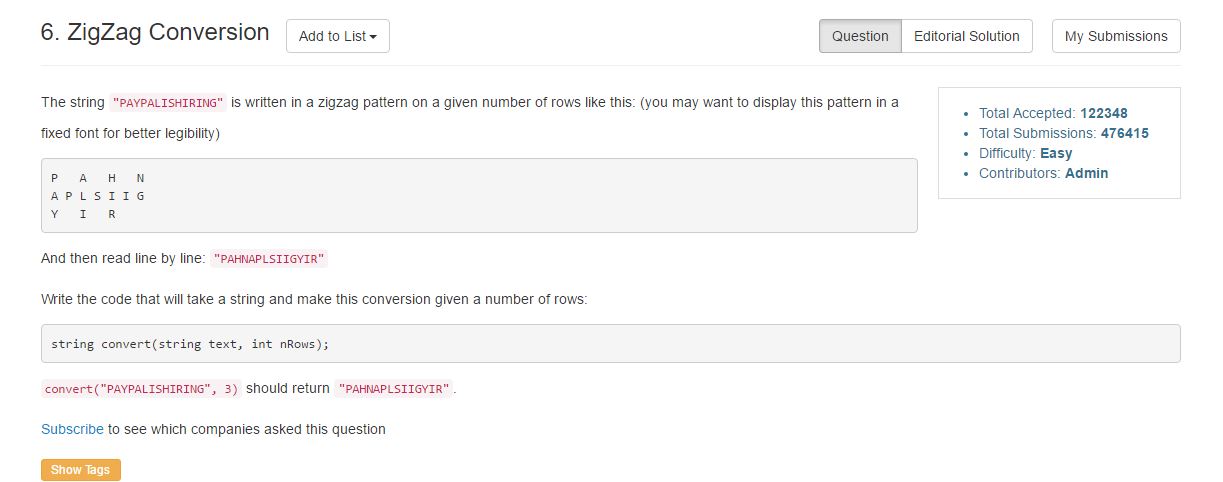 6. ZigZag Conversion
Add to List
Question
Editorial Solution
My Submissions
The string "PAYPALISHIRING" is written in a zigzag pattern on a given number of rows like this: (you may want to display this pattern in a
fixed font for better legibility)
P   A   H   N
A P L S I I G
Y   I   R
And then read line by line: "PAHNAPLSIIGYIR"
Write the code that will take a string and make this conversion given a number of rows:
string convert(string text, int nRows);
convert("PAYPALISHIRING", 3) should return "PAHNAPLSIIGYIR".
Subscribe to see which companies asked this question
Show Tags
Total Accepted: 122348
Total Submissions: 476415
Difficulty: Easy
Contributors: Admin